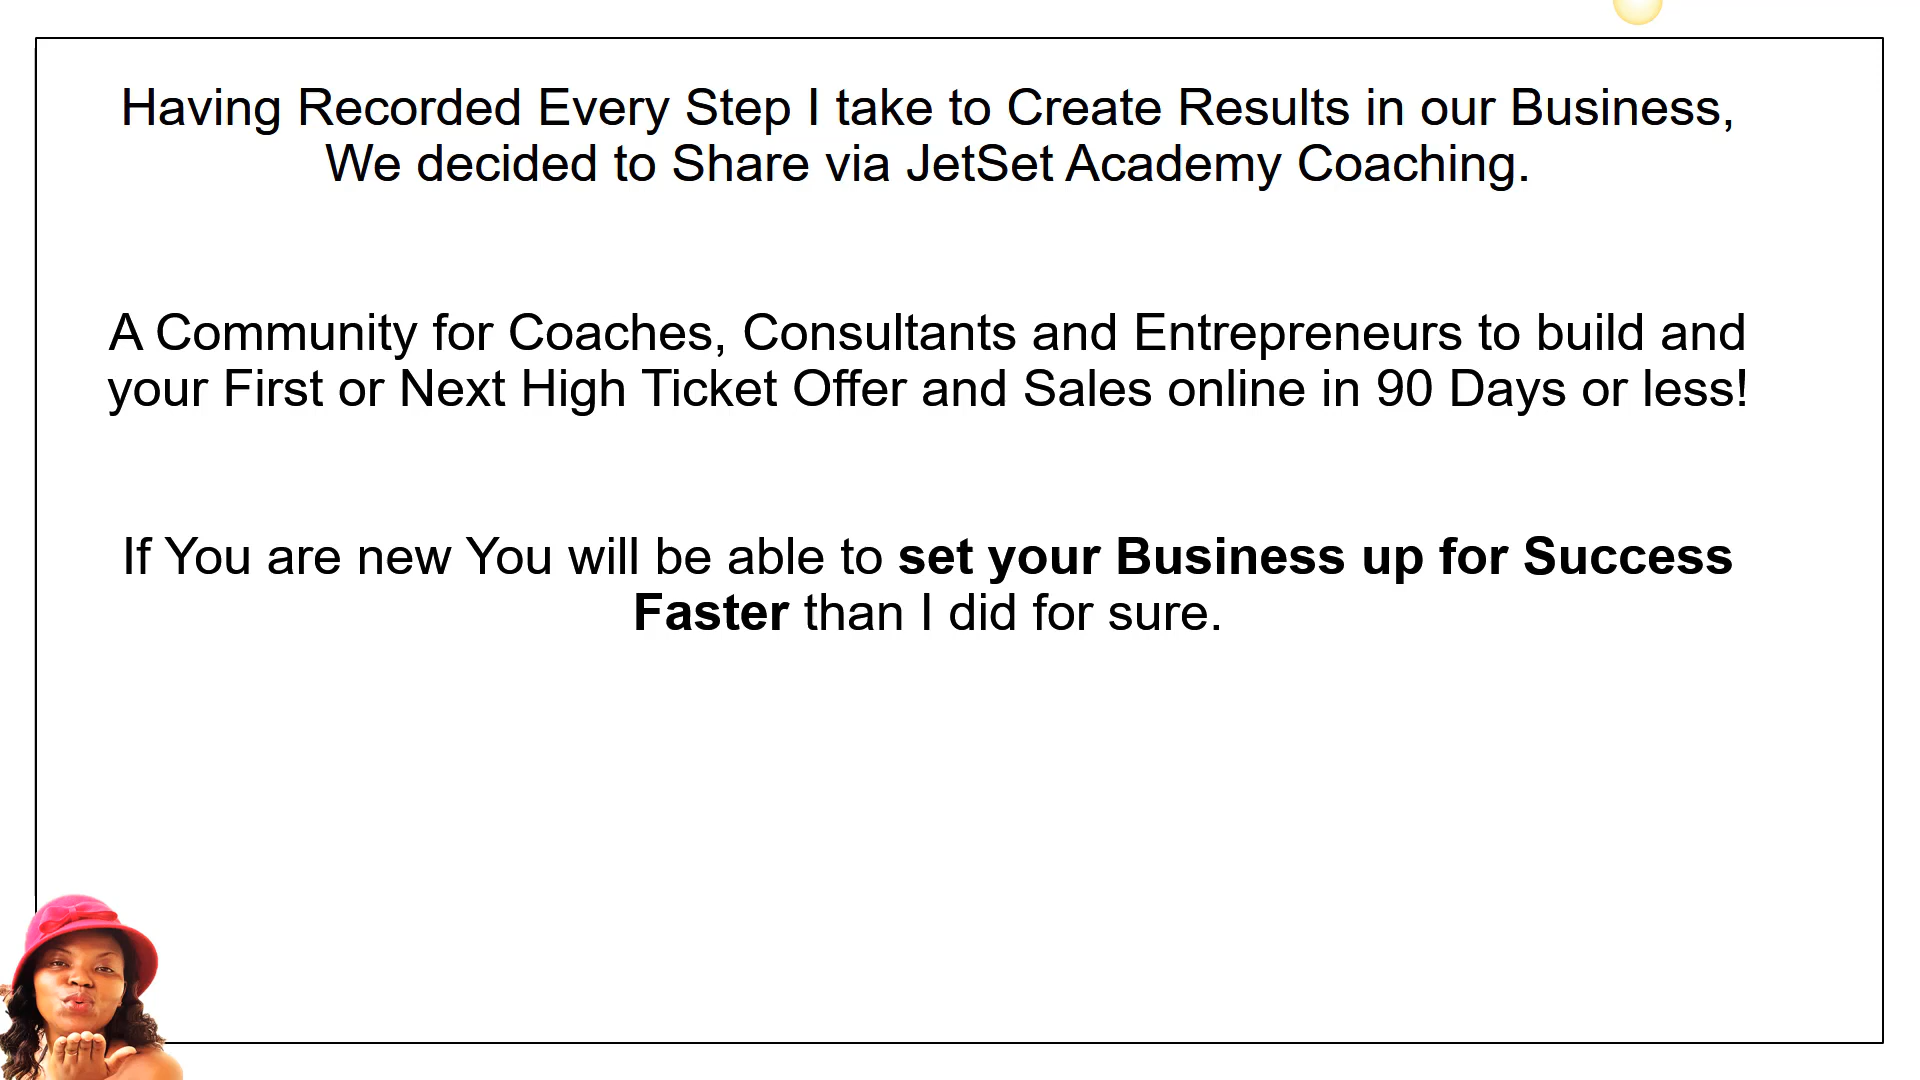 Having Recorded Every Step I take to Create Results in our Business,
We decided to Share via JetSet Academy Coaching.
A Community for Coaches, Consultants and Entrepreneurs to build and
your First or Next High Ticket Offer and Sales online in 90 Days or less!
If You are new You will be able to set your Business up for Success
Faster than I did for sure.